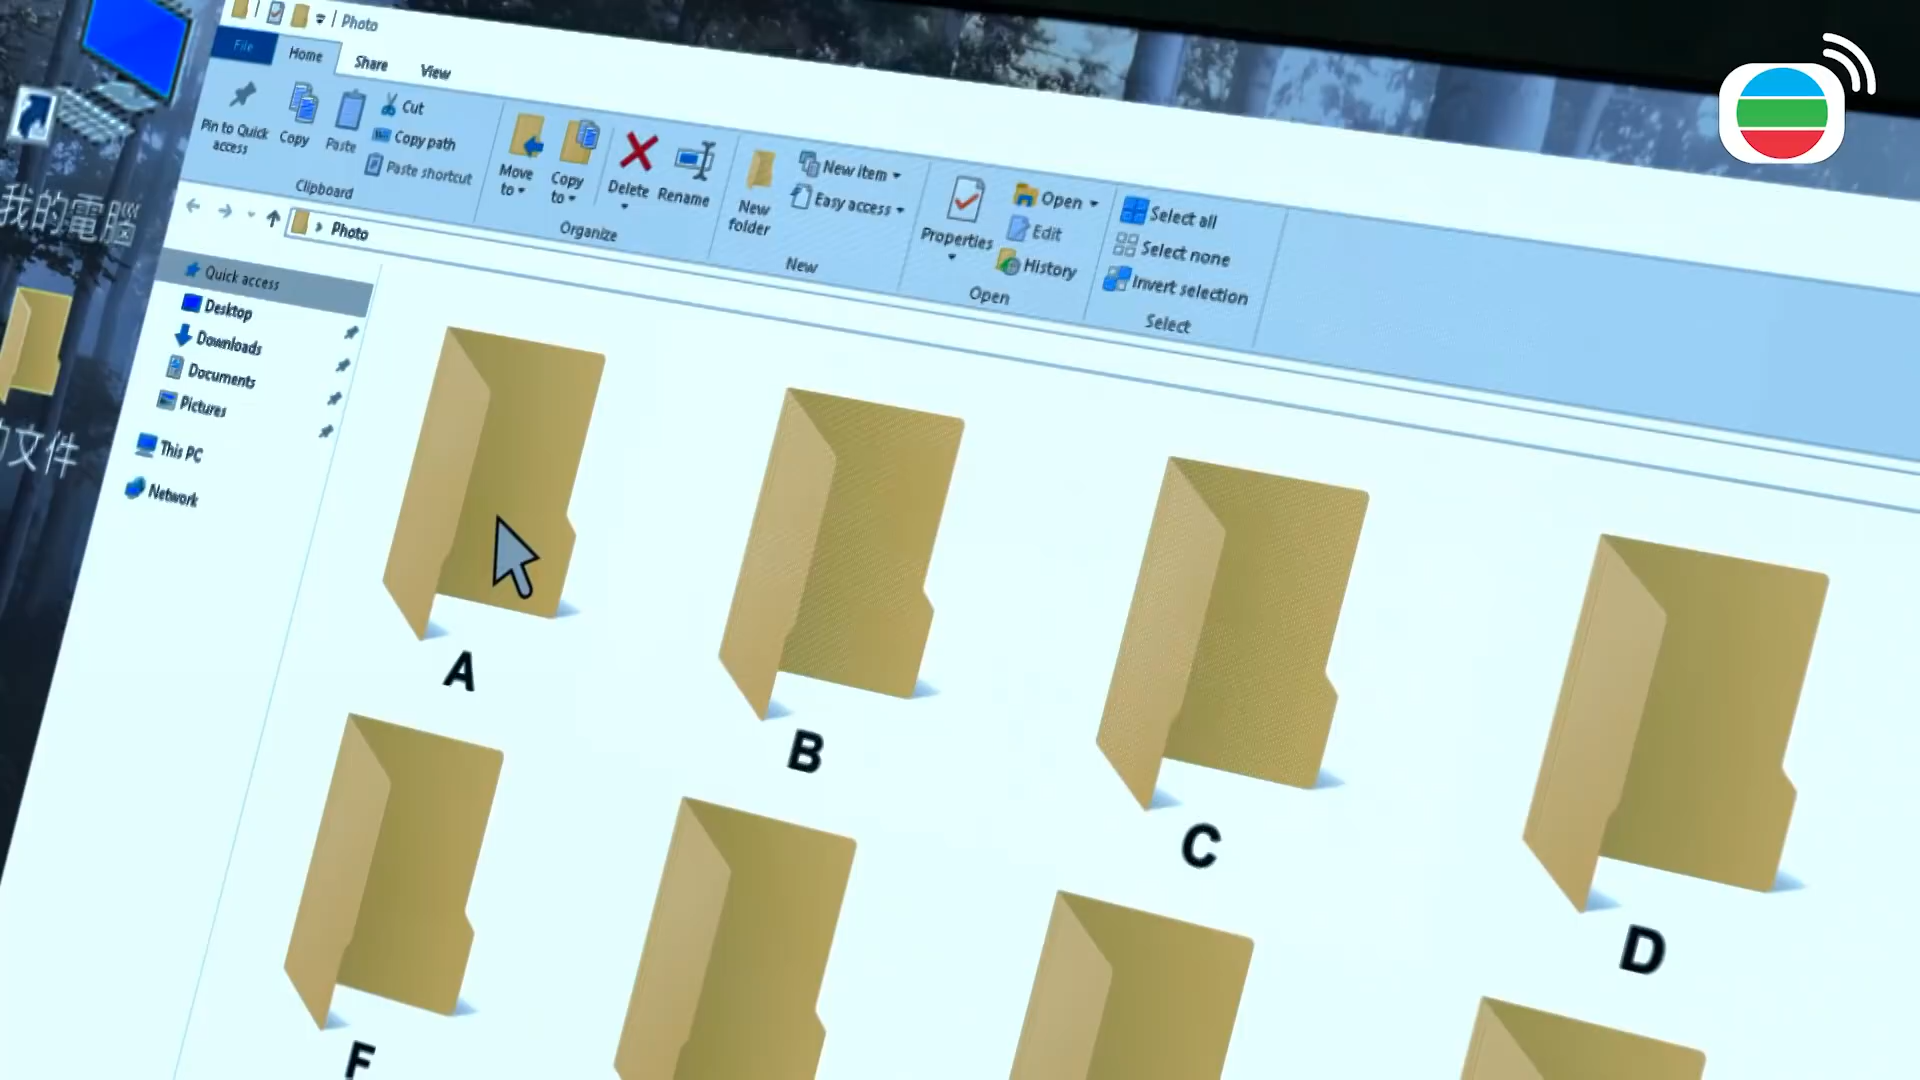 Photo
File
Home
Share
View
Pin to Quick
access
Copy
Paste
Cut
Copy path
Paste shortcut
Clipboard
Move
to
Copy
to
Delete
Rename
Organize
New
folder
New item
Easy access
New
Properties
Open
Edit
History
Open
Select all
Select none
Invert selection
Select
Photo
Quick access
Desktop
Downloads
Documents
Pictures
This PC
Network
我的電腦
文件
A
B
C
D
F